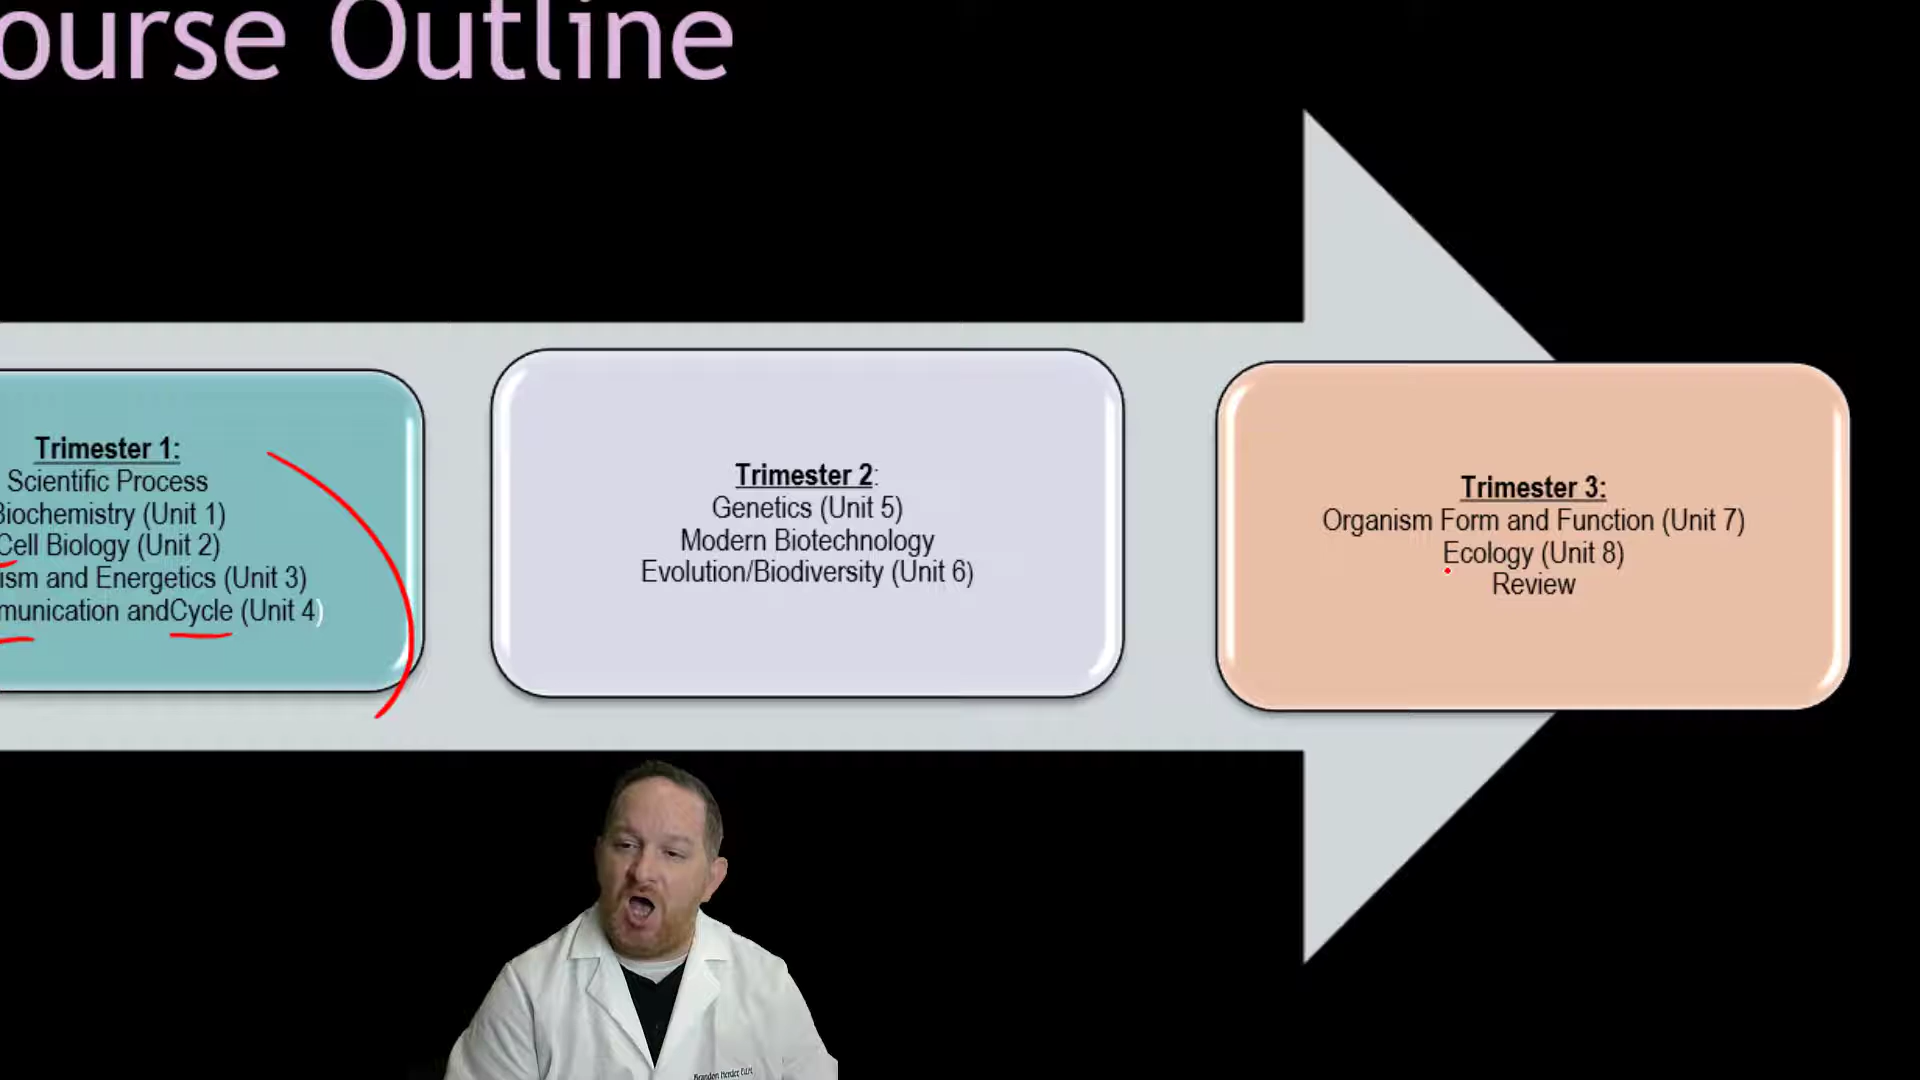 ourse Outline
Trimester 1:
Scientific Process
Biochemistry (Unit 1)
Cell Biology (Unit 2)
ism and Energetics (Unit 3)
munication andCycle (Unit 4)
Trimester 2:
Genetics (Unit 5)
Modern Biotechnology
Evolution/Biodiversity (Unit 6)
Trimester 3:
Organism Form and Function (Unit 7)
Ecology (Unit 8)
Review
Brandon